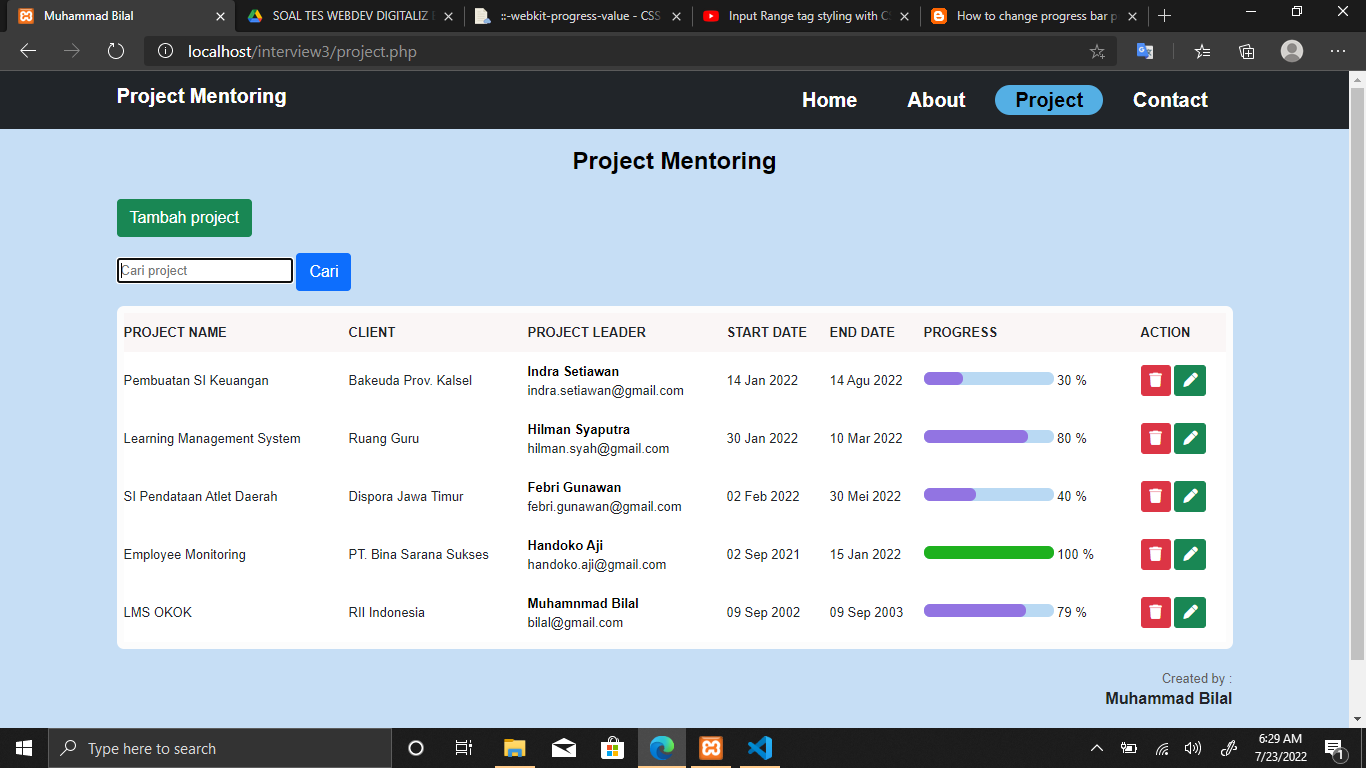 Muhammad Bilal
SOAL TES WEBDEV DIGITALIZ
::-webkit-progress-value - CSS
Input Range tag styling with C
How to change progress bar p
localhost/interview3/project.php
Project Mentoring
Home
About
Project
Contact
Project Mentoring
Tambah project
Cari project
Cari
PROJECT NAME CLIENT PROJECT LEADER START DATE END DATE PROGRESS ACTION
Indra Setiawan
Pembuatan SI Keuangan Bakeuda Prov. Kalsel 14 Jan 2022 14 Agu 2022 30 %
indra.setiawan@gmail.com
Hilman Syaputra
Learning Management System Ruang Guru 30 Jan 2022 10 Mar 2022 80 %
hilman.syah@gmail.com
Febri Gunawan
SI Pendataan Atlet Daerah Dispora Jawa Timur 02 Feb 2022 30 Mei 2022 40 %
febri.gunawan@gmail.com
Handoko Aji
Employee Monitoring PT. Bina Sarana Sukses 02 Sep 2021 15 Jan 2022 100 %
handoko.aji@gmail.com
Muhamnmad Bilal
LMS OKOK RII Indonesia 09 Sep 2002 09 Sep 2003 79 %
bilal@gmail.com
Created by :
Muhammad Bilal
Type here to search
6:29 AM
7/23/2022
1